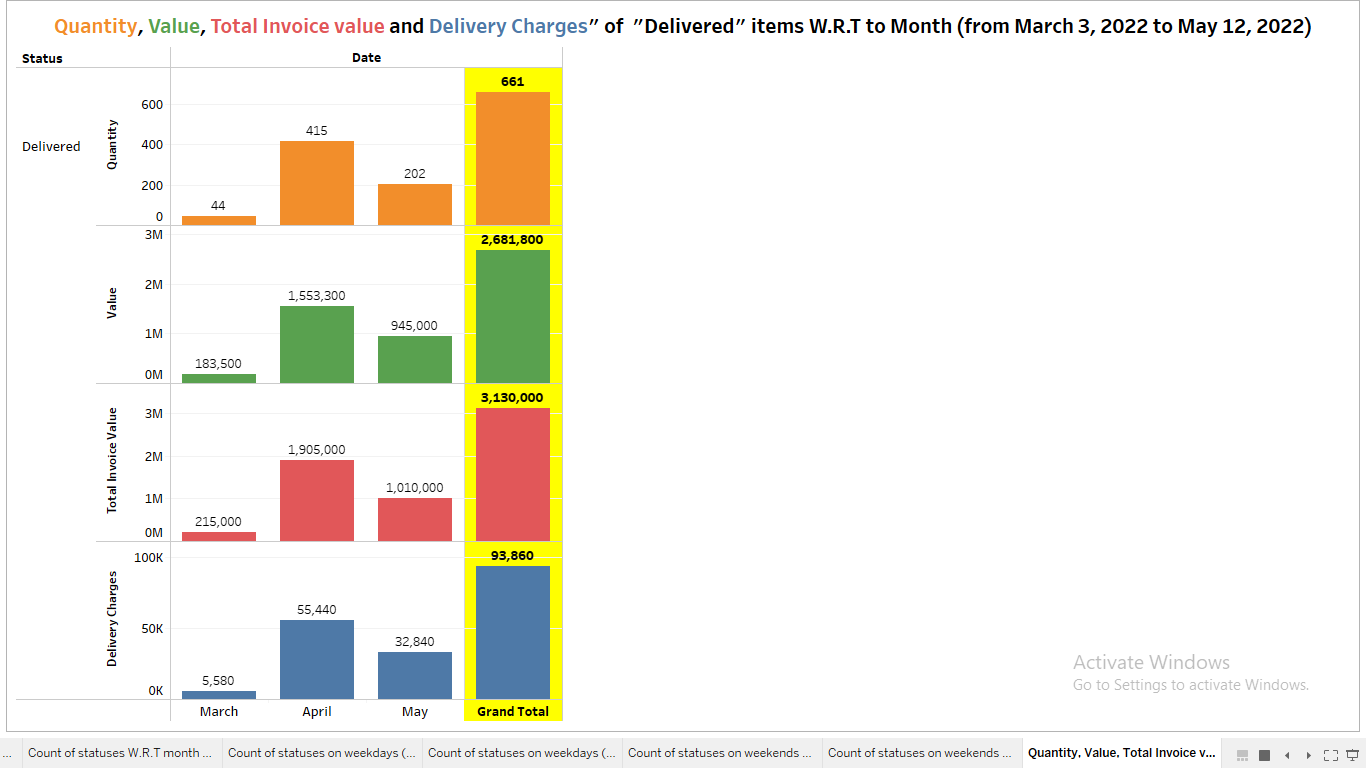 Quantity, Value, Total Invoice value and Delivery Charges” of ”Delivered” items W.R.T to Month (from March 3, 2022 to May 12, 2022)
Status
Date
Delivered
Quantity
600
400
200
0
44
415
202
661
Value
3M
2M
1M
0M
183,500
1,553,300
945,000
2,681,800
Total Invoice Value
3M
2M
1M
0M
215,000
1,905,000
1,010,000
3,130,000
Delivery Charges
100K
50K
0K
5,580
55,440
32,840
93,860
March April May Grand Total
Activate Windows
Go to Settings to activate Windows.
... Count of statuses W.R.T month ... Count of statuses on weekdays (... Count of statuses on weekdays (... Count of statuses on weekends ... Count of statuses on weekends ... Quantity, Value, Total Invoice v...